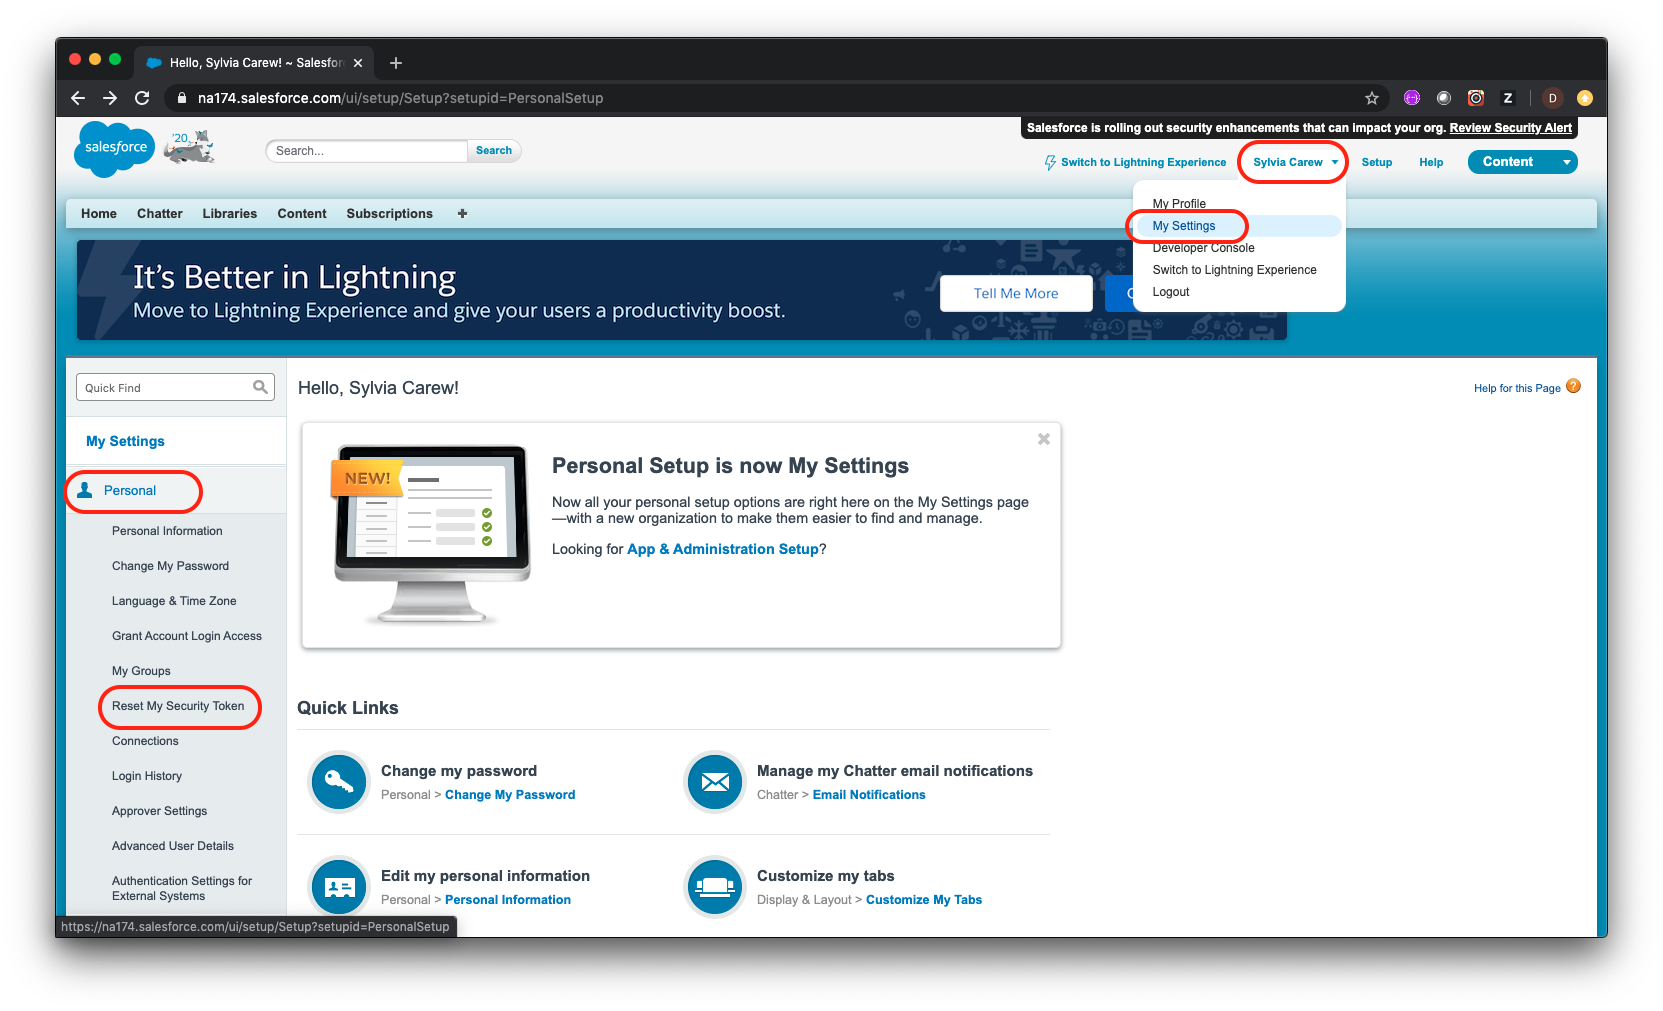 Hello, Sylvia Carew! ~ Salesfor
na174.salesforce.com/ui/setup/Setup?setupid=PersonalSetup
Z
D
Salesforce is rolling out security enhancements that can impact your org. Review Security Alert
salesforce
'20
Search...
Search
Switch to Lightning Experience
Sylvia Carew
Setup
Help
Content
My Profile
My Settings
Developer Console
Switch to Lightning Experience
Logout
Home
Chatter
Libraries
Content
Subscriptions
+
It's Better in Lightning
Move to Lightning Experience and give your users a productivity boost.
Tell Me More
Quick Find
Hello, Sylvia Carew!
Help for this Page ?
My Settings
Personal
Personal Information
Change My Password
Language & Time Zone
Grant Account Login Access
My Groups
Reset My Security Token
Connections
Login History
Approver Settings
Advanced User Details
Authentication Settings for
External Systems
NEW!
Personal Setup is now My Settings
Now all your personal setup options are right here on the My Settings page
—with a new organization to make them easier to find and manage.
Looking for App & Administration Setup?
Quick Links
Change my password
Personal > Change My Password
Manage my Chatter email notifications
Chatter > Email Notifications
Edit my personal information
Personal > Personal Information
Customize my tabs
Display & Layout > Customize My Tabs
https://na174.salesforce.com/ui/setup/Setup?setupid=PersonalSetup